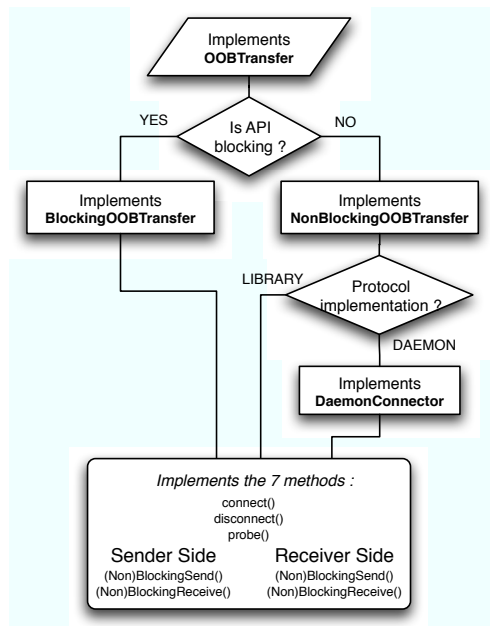 Implements
OOBTransfer
Is API
blocking ?
YES
NO
Implements
BlockingOOBTransfer
Implements
NonBlockingOOBTransfer
LIBRARY
Protocol
implementation ?
DAEMON
Implements
DaemonConnector
Implements the 7 methods :
connect()
disconnect()
probe()
Sender Side
(Non)BlockingSend()
(Non)BlockingReceive()
Receiver Side
(Non)BlockingSend()
(Non)BlockingReceive()